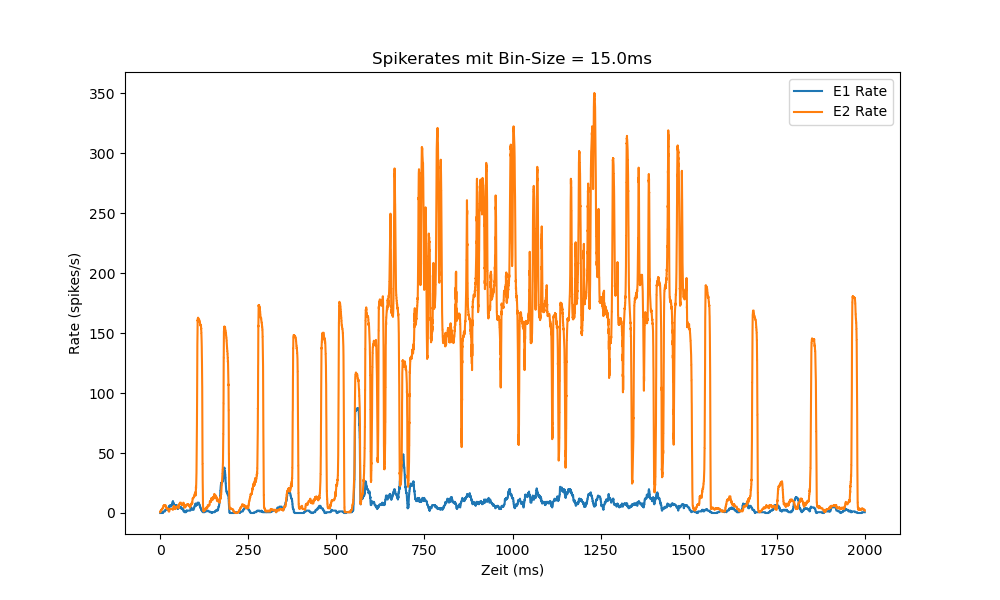 Spikerates mit Bin-Size = 15.0ms
E1 Rate
E2 Rate
Rate (spikes/s)
350
300
250
200
150
100
50
0
0 250 500 750 1000 1250 1500 1750 2000
Zeit (ms)